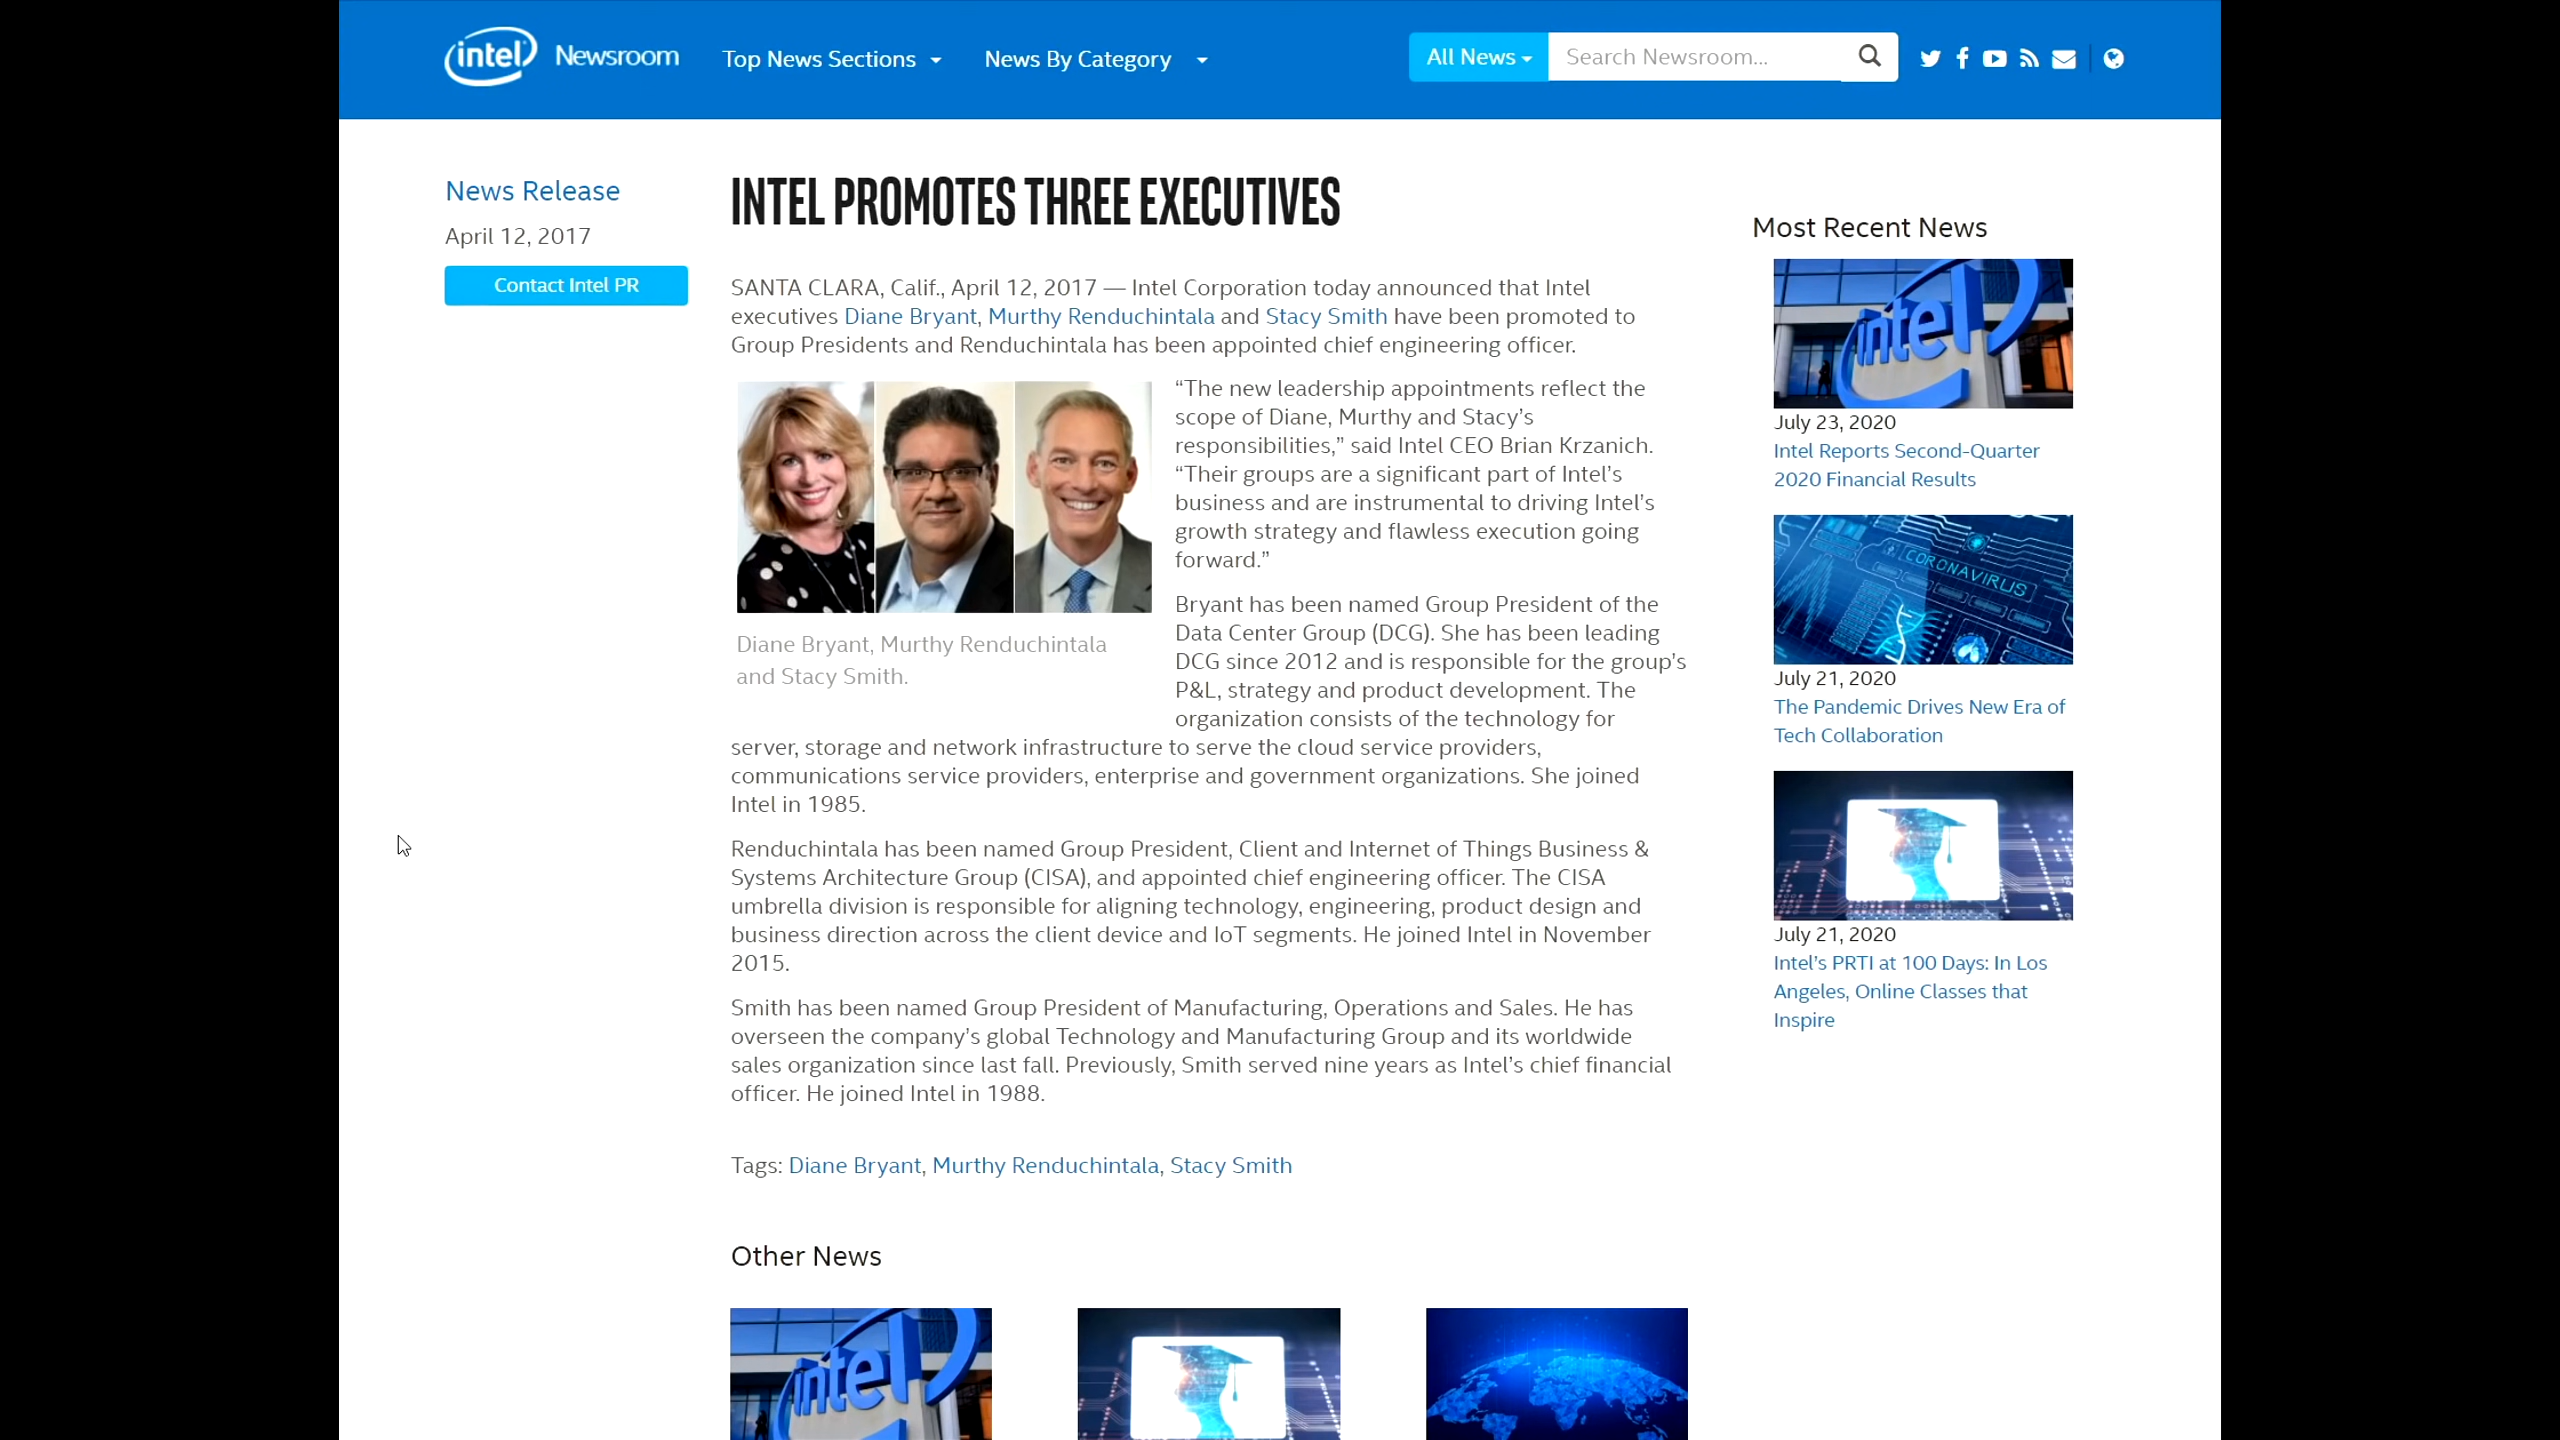 intel Newsroom Top News Sections News By Category All News Search Newsroom...
News Release
April 12, 2017
Contact Intel PR
INTEL PROMOTES THREE EXECUTIVES
SANTA CLARA, Calif., April 12, 2017 — Intel Corporation today announced that Intel
executives Diane Bryant, Murthy Renduchintala and Stacy Smith have been promoted to
Group Presidents and Renduchintala has been appointed chief engineering officer.
“The new leadership appointments reflect the
scope of Diane, Murthy and Stacy’s
responsibilities,” said Intel CEO Brian Krzanich.
“Their groups are a significant part of Intel’s
business and are instrumental to driving Intel’s
growth strategy and flawless execution going
forward.”
Diane Bryant, Murthy Renduchintala
and Stacy Smith.
Bryant has been named Group President of the
Data Center Group (DCG). She has been leading
DCG since 2012 and is responsible for the group’s
P&L, strategy and product development. The
organization consists of the technology for
server, storage and network infrastructure to serve the cloud service providers,
communications service providers, enterprise and government organizations. She joined
Intel in 1985.
Renduchintala has been named Group President, Client and Internet of Things Business &
Systems Architecture Group (CISA), and appointed chief engineering officer. The CISA
umbrella division is responsible for aligning technology, engineering, product design and
business direction across the client device and IoT segments. He joined Intel in November
2015.
Smith has been named Group President of Manufacturing, Operations and Sales. He has
overseen the company’s global Technology and Manufacturing Group and its worldwide
sales organization since last fall. Previously, Smith served nine years as Intel’s chief financial
officer. He joined Intel in 1988.
Tags: Diane Bryant, Murthy Renduchintala, Stacy Smith
Other News
intel
Most Recent News
intel
July 23, 2020
Intel Reports Second-Quarter
2020 Financial Results
CORONAVIRUS
July 21, 2020
The Pandemic Drives New Era of
Tech Collaboration
July 21, 2020
Intel’s PRTI at 100 Days: In Los
Angeles, Online Classes that
Inspire